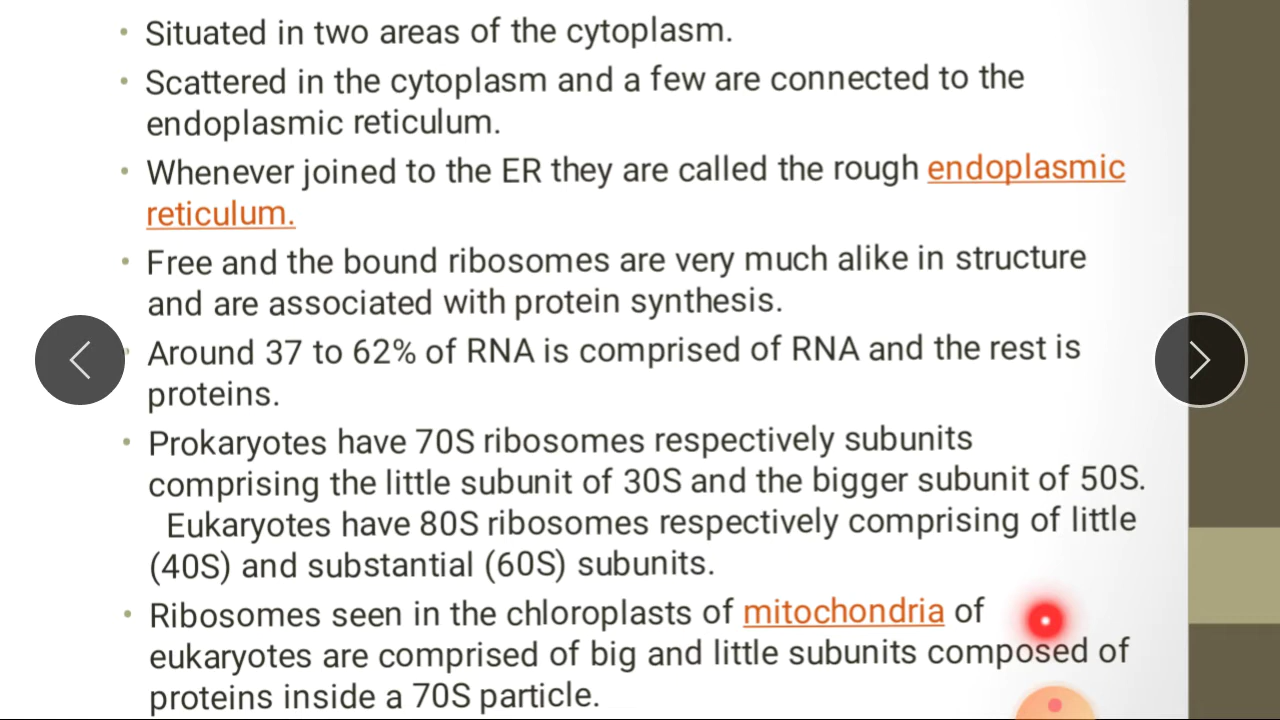 Situated in two areas of the cytoplasm.
Scattered in the cytoplasm and a few are connected to the
endoplasmic reticulum.
Whenever joined to the ER they are called the rough endoplasmic
reticulum.
Free and the bound ribosomes are very much alike in structure
and are associated with protein synthesis.
Around 37 to 62% of RNA is comprised of RNA and the rest is
proteins.
Prokaryotes have 70S ribosomes respectively subunits
comprising the little subunit of 30S and the bigger subunit of 50S.
Eukaryotes have 80S ribosomes respectively comprising of little
(40S) and substantial (60S) subunits.
Ribosomes seen in the chloroplasts of mitochondria of
eukaryotes are comprised of big and little subunits composed of
proteins inside a 70S particle.